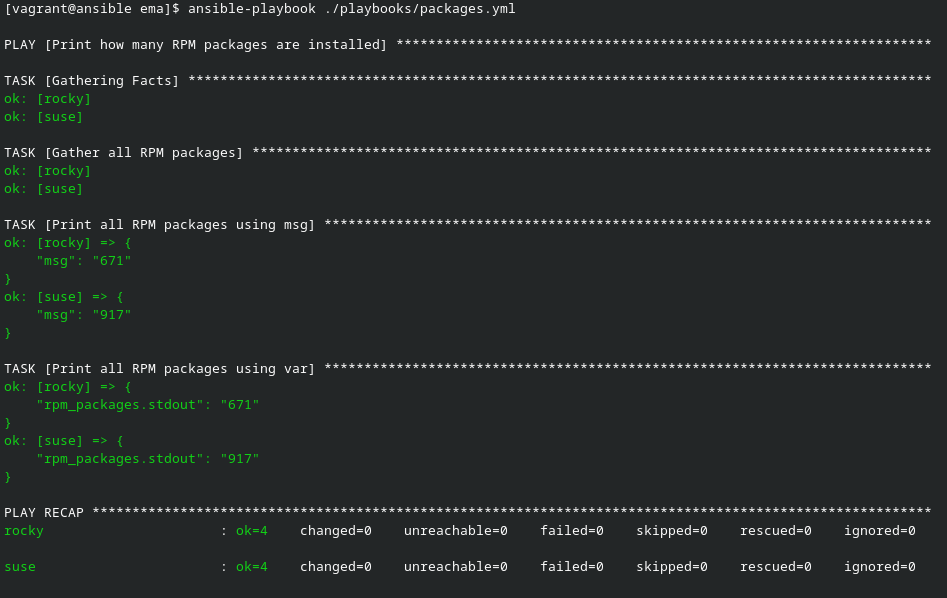 [vagrant@ansible ema]$ ansible-playbook ./playbooks/packages.yml
PLAY [Print how many RPM packages are installed] *******************************************************************
TASK [Gathering Facts] *********************************************************************************************
ok: [rocky]
ok: [suse]
TASK [Gather all RPM packages] *************************************************************************************
ok: [rocky]
ok: [suse]
TASK [Print all RPM packages using msg] ****************************************************************************
ok: [rocky] => {
    "msg": "671"
}
ok: [suse] => {
    "msg": "917"
}
TASK [Print all RPM packages using var] ****************************************************************************
ok: [rocky] => {
    "rpm_packages.stdout": "671"
}
ok: [suse] => {
    "rpm_packages.stdout": "917"
}
PLAY RECAP *********************************************************************************************************
rocky                      : ok=4    changed=0    unreachable=0    failed=0    skipped=0    rescued=0    ignored=0
suse                       : ok=4    changed=0    unreachable=0    failed=0    skipped=0    rescued=0    ignored=0